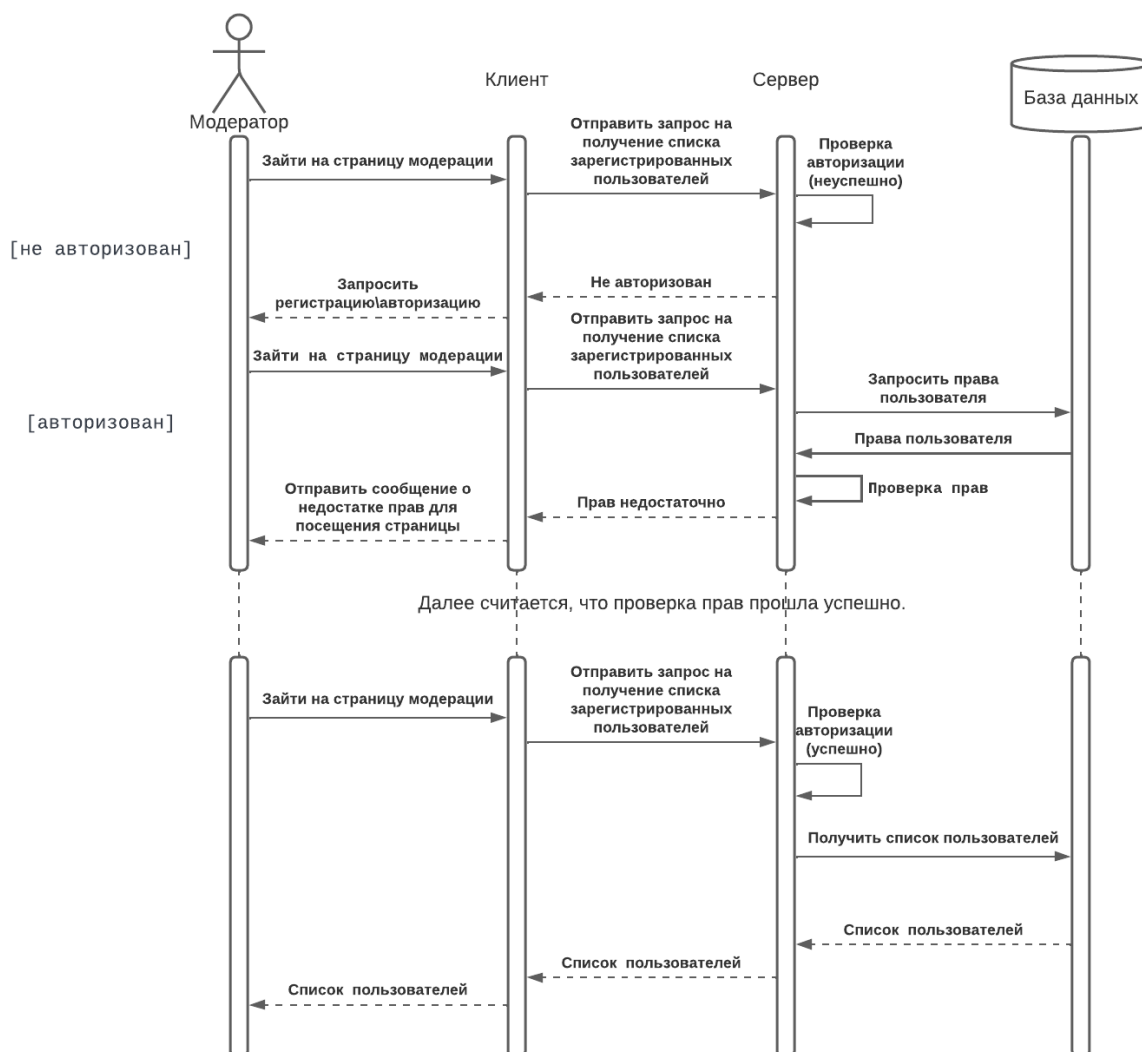 Модератор
Клиент
Сервер
База данных
Зайти на страницу модерации
Отправить запрос на
получение списка
зарегистрированных
пользователей
Проверка
авторизации
(неуспешно)
[не авторизован]
Не авторизован
Запросить
регистрацию\авторизацию
Зайти на страницу модерации
Отправить запрос на
получение списка
зарегистрированных
пользователей
Запросить права
пользователя
[авторизован]
Права пользователя
Проверка прав
Прав недостаточно
Отправить сообщение о
недостатке прав для
посещения страницы
Далее считается, что проверка прав прошла успешно.
Зайти на страницу модерации
Отправить запрос на
получение списка
зарегистрированных
пользователей
Проверка
авторизации
(успешно)
Получить список пользователей
Список пользователей
Список пользователей
Список пользователей